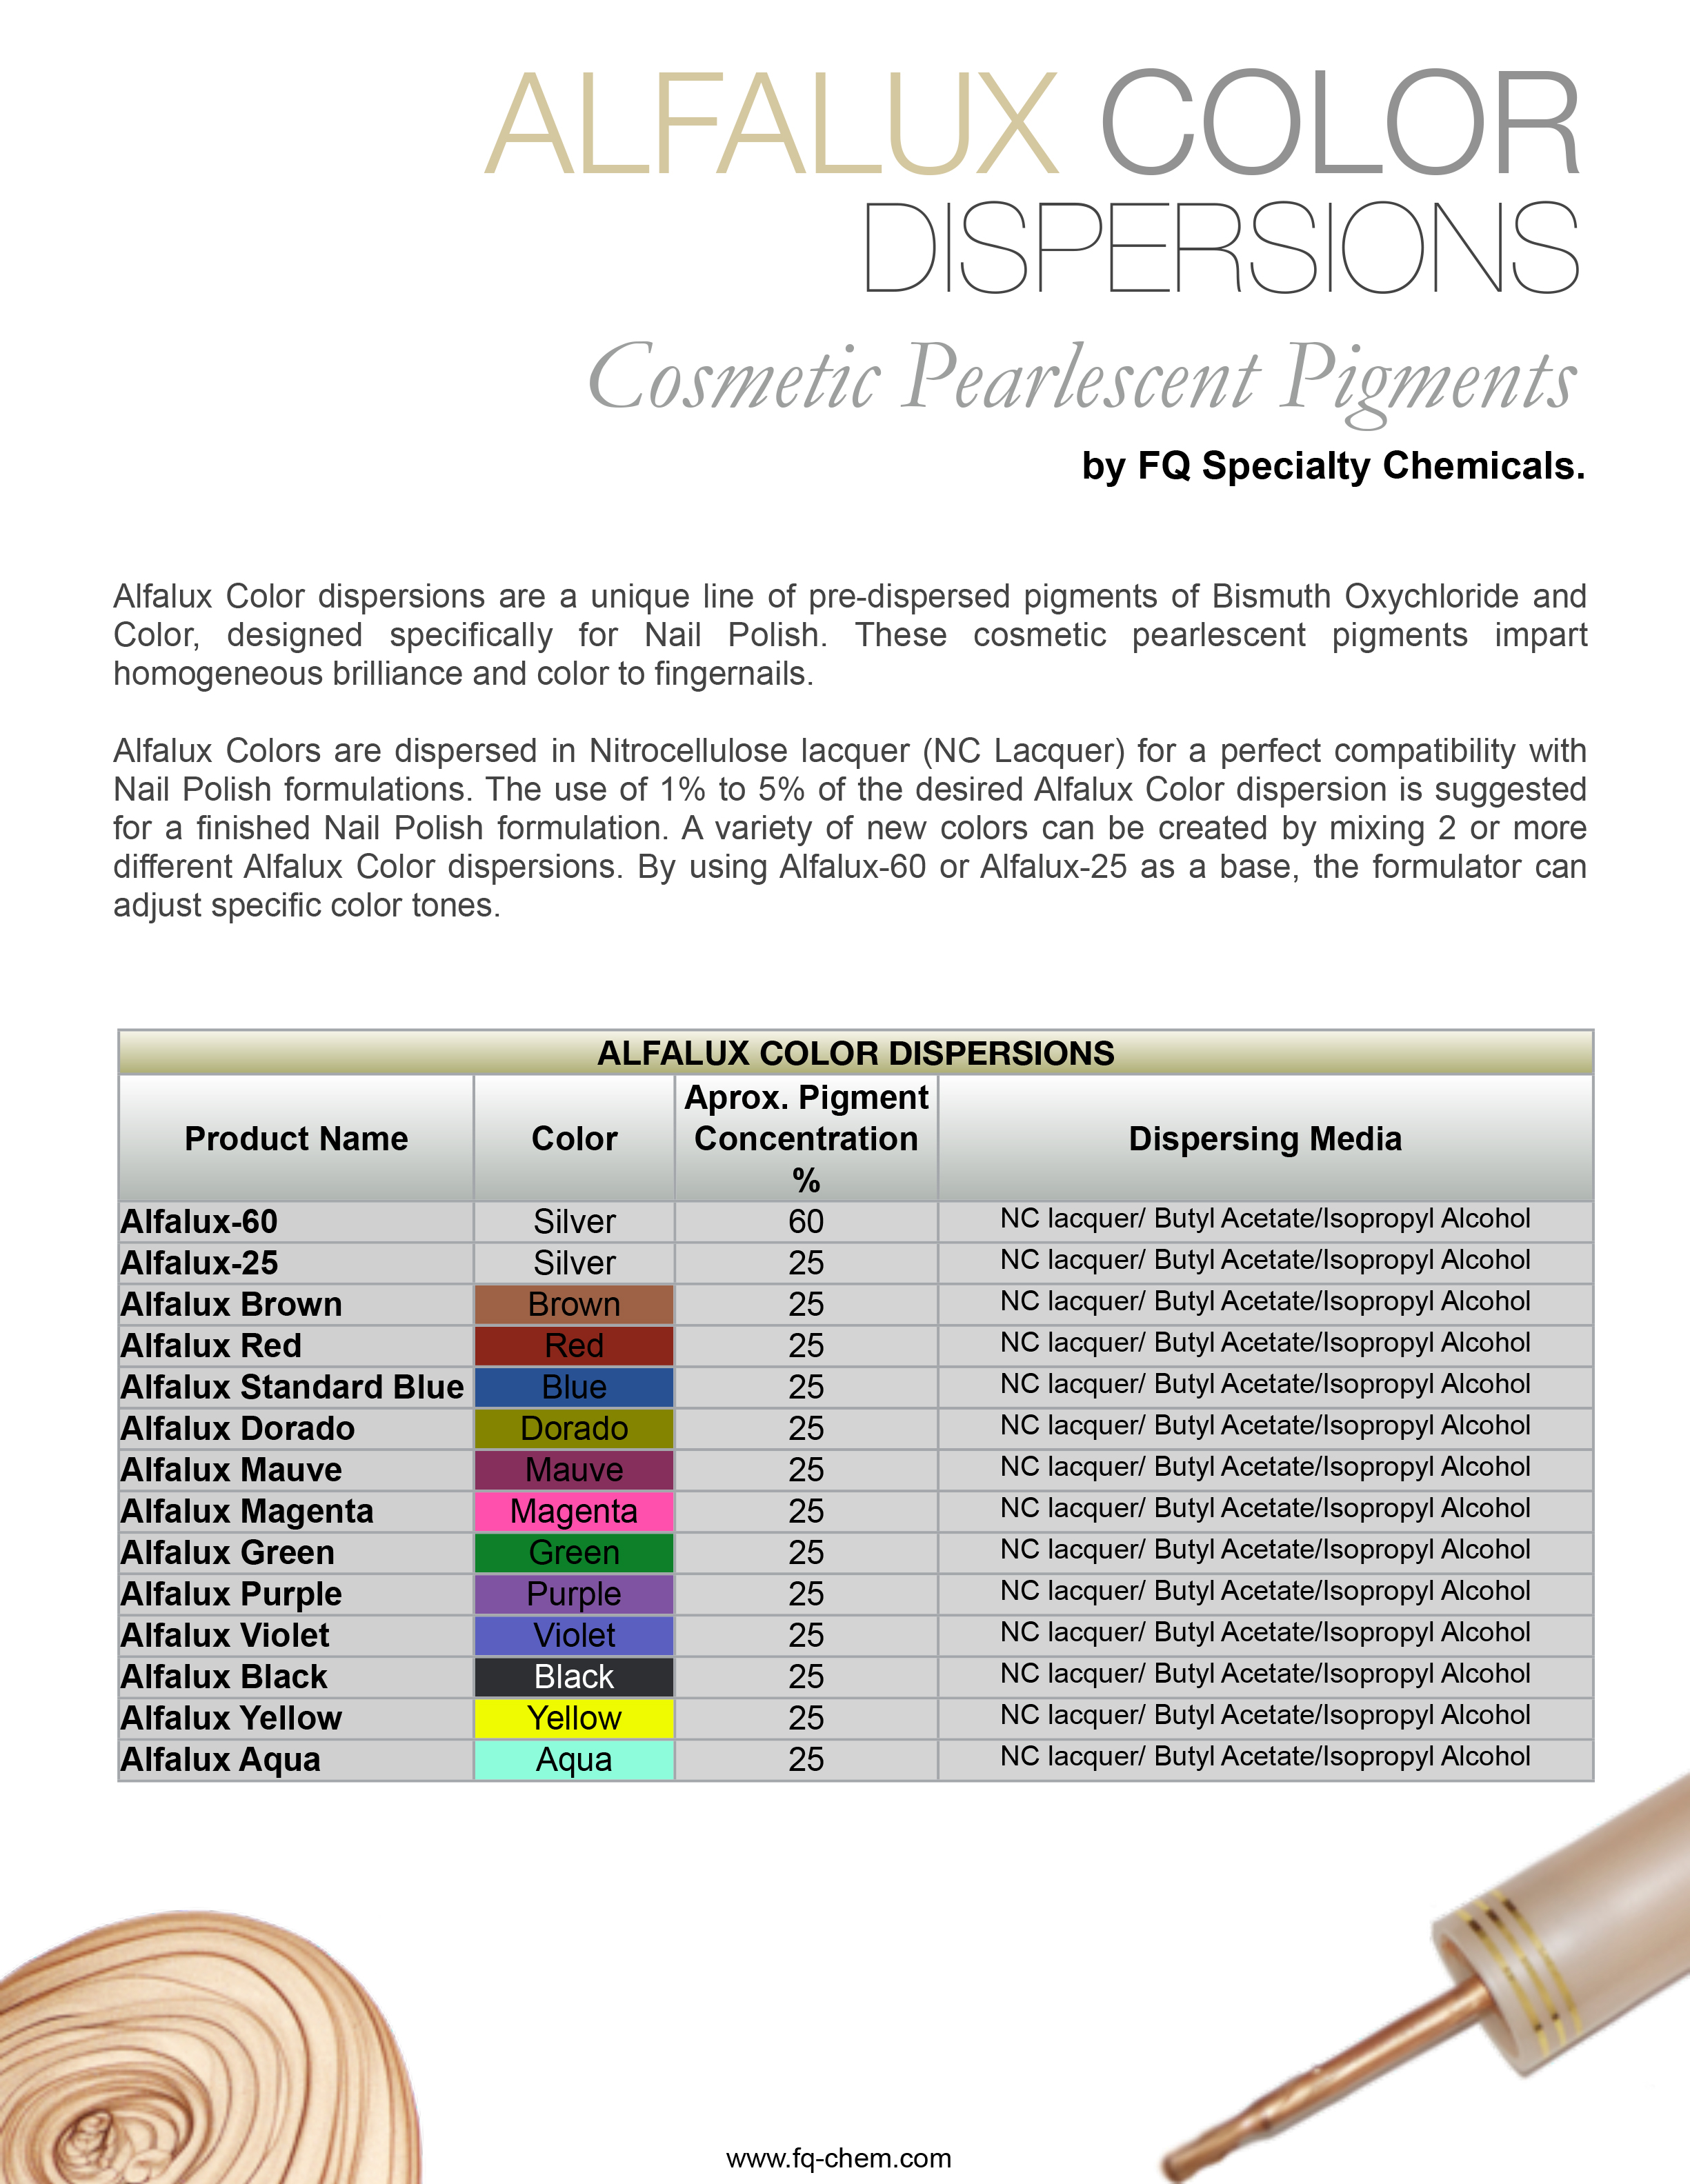 ALFALUX COLOR
DISPERSIONS
Cosmetic Pearlescent Pigments
by FQ Specialty Chemicals.
Alfalux Color dispersions are a unique line of pre-dispersed pigments of Bismuth Oxychloride and
Color, designed specifically for Nail Polish. These cosmetic pearlescent pigments impart
homogeneous brilliance and color to fingernails.
Alfalux Colors are dispersed in Nitrocellulose lacquer (NC Lacquer) for a perfect compatibility with
Nail Polish formulations. The use of 1% to 5% of the desired Alfalux Color dispersion is suggested
for a finished Nail Polish formulation. A variety of new colors can be created by mixing 2 or more
different Alfalux Color dispersions. By using Alfalux-60 or Alfalux-25 as a base, the formulator can
adjust specific color tones.
ALFALUX COLOR DISPERSIONS
Product Name Color Aprox. Pigment Concentration % Dispersing Media
Alfalux-60 Silver 60 NC lacquer/ Butyl Acetate/Isopropyl Alcohol
Alfalux-25 Silver 25 NC lacquer/ Butyl Acetate/Isopropyl Alcohol
Alfalux Brown Brown 25 NC lacquer/ Butyl Acetate/Isopropyl Alcohol
Alfalux Red Red 25 NC lacquer/ Butyl Acetate/Isopropyl Alcohol
Alfalux Standard Blue Blue 25 NC lacquer/ Butyl Acetate/Isopropyl Alcohol
Alfalux Dorado Dorado 25 NC lacquer/ Butyl Acetate/Isopropyl Alcohol
Alfalux Mauve Mauve 25 NC lacquer/ Butyl Acetate/Isopropyl Alcohol
Alfalux Magenta Magenta 25 NC lacquer/ Butyl Acetate/Isopropyl Alcohol
Alfalux Green Green 25 NC lacquer/ Butyl Acetate/Isopropyl Alcohol
Alfalux Purple Purple 25 NC lacquer/ Butyl Acetate/Isopropyl Alcohol
Alfalux Violet Violet 25 NC lacquer/ Butyl Acetate/Isopropyl Alcohol
Alfalux Black Black 25 NC lacquer/ Butyl Acetate/Isopropyl Alcohol
Alfalux Yellow Yellow 25 NC lacquer/ Butyl Acetate/Isopropyl Alcohol
Alfalux Aqua Aqua 25 NC lacquer/ Butyl Acetate/Isopropyl Alcohol
www.fq-chem.com